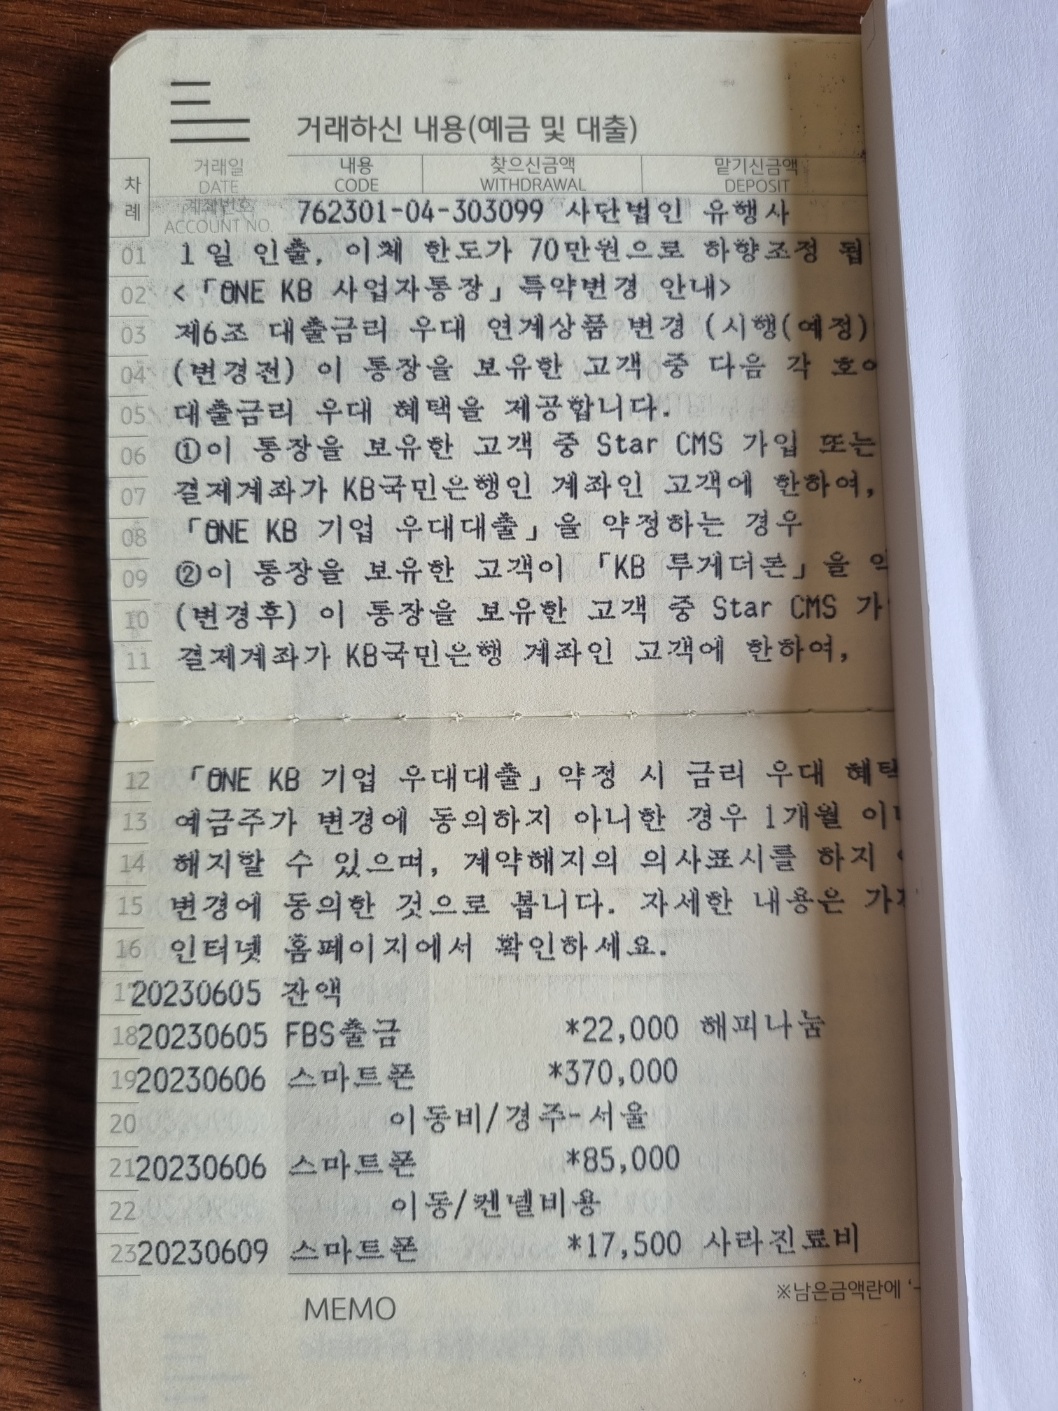 거래하신 내용(예금 및 대출)
차례 거래일 내용 찾으신금액 맡기신금액
DATE CODE WITHDRAWAL DEPOSIT
계좌번호
ACCOUNT NO. 762301-04-303099 사단법인 유행사
01 1일 인출, 이체 한도가 70만원으로 하향조정 됩
02 <「ONE KB 사업자통장」특약변경 안내>
03 제6조 대출금리 우대 연계상품 변경 (시행(예정)
04 (변경전) 이 통장을 보유한 고객 중 다음 각
05 대출금리 우대 혜택을 제공합니다.
06 ①이 통장을 보유한 고객 중 Star CMS 가입 또는
07 결제계좌가 KB국민은행인 계좌인 고객에 한하여,
08 「ONE KB 기업 우대대출」을 약정하는 경우
09 ②이 통장을 보유한 고객이 「KB 투게더론」을
10 (변경후) 이 통장을 보유한 고객 중 Star CMS 가
11 결제계좌가 KB국민은행 계좌인 고객에 한하여,
12 「ONE KB 기업 우대대출」약정 시 금리 우대 혜택
13 예금주가 변경에 동의하지 아니한 경우 1개월
14 해지할 수 있으며, 계약해지의 의사표시를 하지
15 변경에 동의한 것으로 봅니다. 자세한 내용은
16 인터넷 홈페이지에서 확인하세요.
17 20230605 잔액
18 20230605 FBS출금 *22,000 해피나눔
19 20230606 스마트폰 *370,000
20 이동비/경주-서울
21 20230606 스마트폰 *85,000
22 이동/켄넬비용
23 20230609 스마트폰 *17,500 사라진료비
※남은금액란에 '-
MEMO